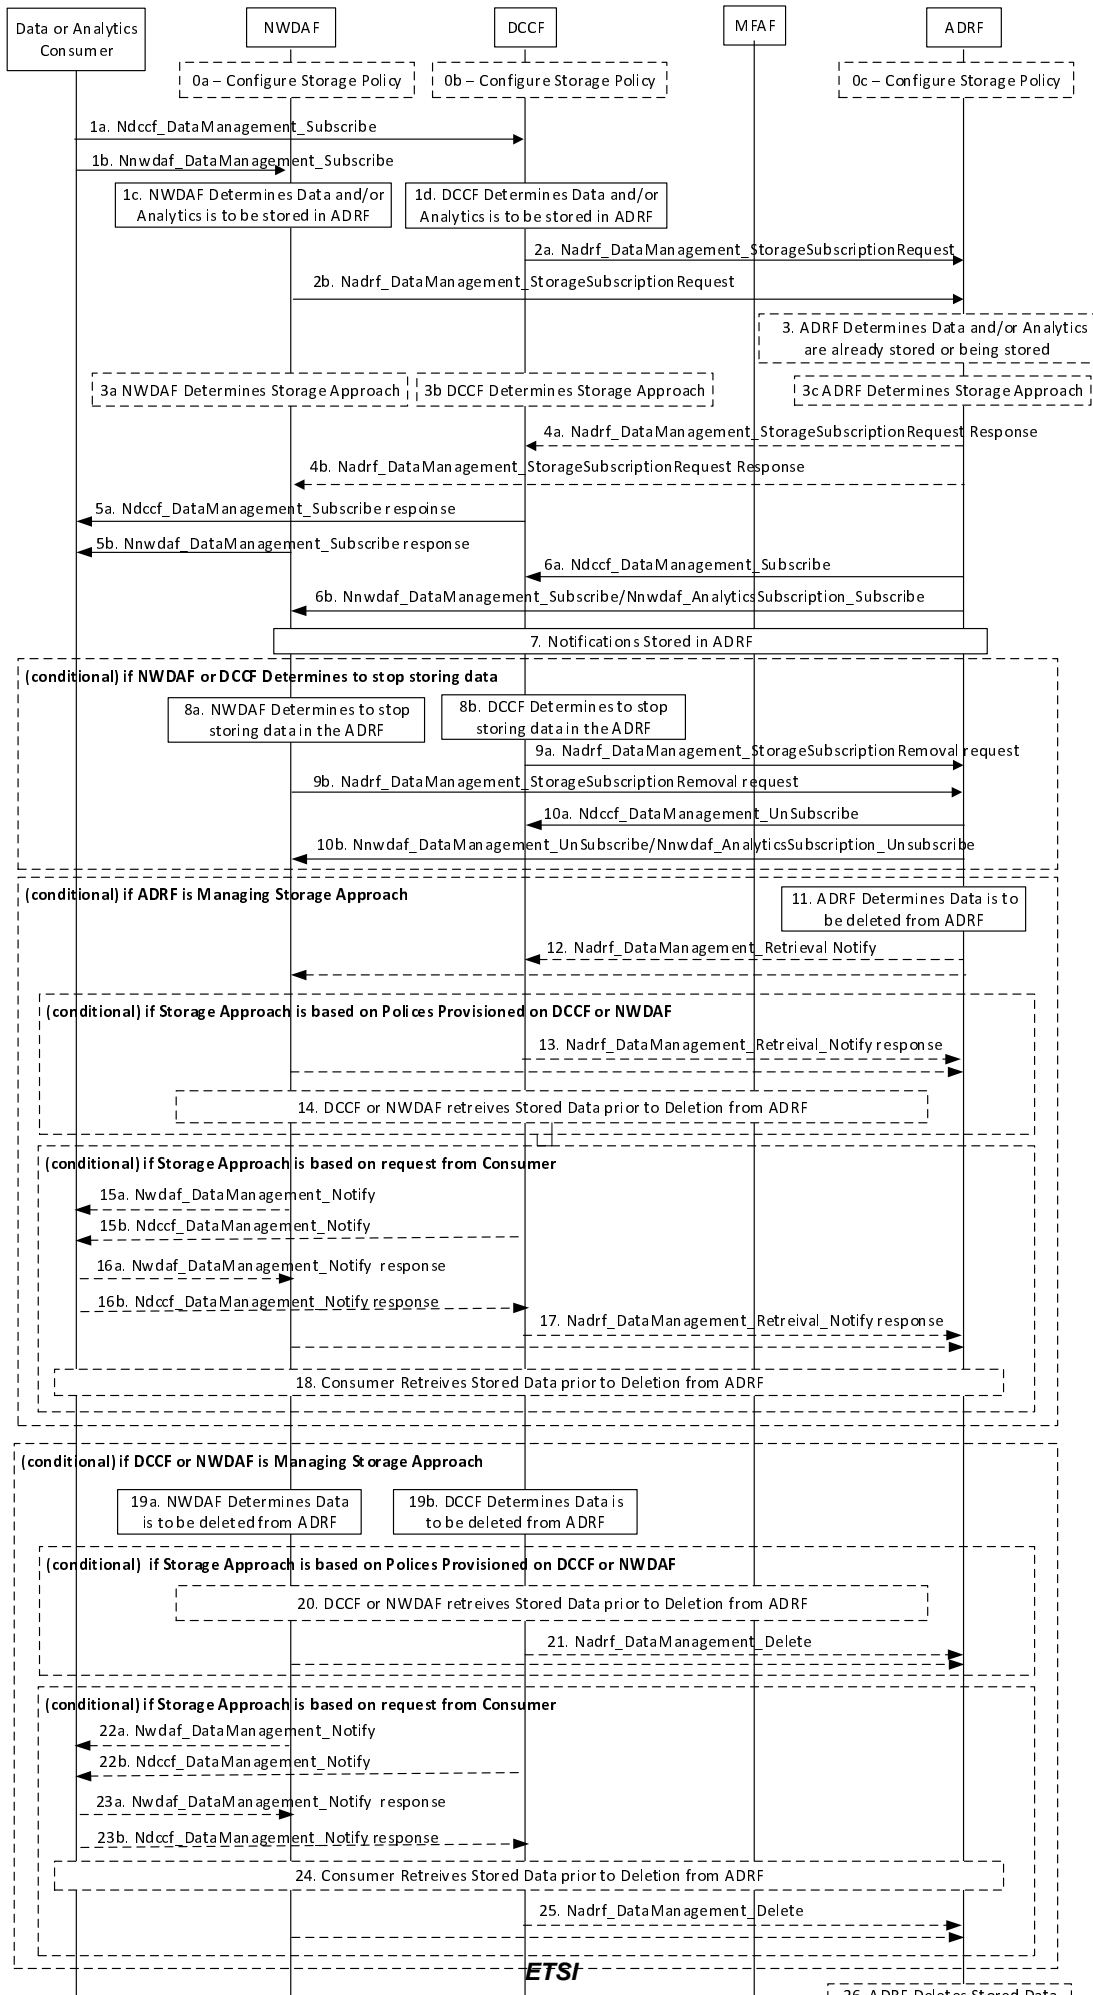 Data or Analytics
Consumer
NWDAF
DCCF
MFAF
ADRF
0a – Configure Storage Policy
0b – Configure Storage Policy
0c – Configure Storage Policy
1a. Ndccf_DataManagement_Subscribe
1b. Nnwdaf_DataManagement_Subscribe
1c. NWDAF Determines Data and/or
Analytics is to be stored in ADRF
1d. DCCF Determines Data and/or
Analytics is to be stored in ADRF
2a. Nadrf_DataManagement_StorageSubscriptionRequest
2b. Nadrf_DataManagement_StorageSubscriptionRequest
3. ADRF Determines Data and/or Analytics
are already stored or being stored
3a NWDAF Determines Storage Approach
3b DCCF Determines Storage Approach
3c ADRF Determines Storage Approach
4a. Nadrf_DataManagement_StorageSubscriptionRequest Response
4b. Nadrf_DataManagement_StorageSubscriptionRequest Response
5a. Ndccf_DataManagement_Subscribe respoinse
5b. Nnwdaf_DataManagement_Subscribe response
6a. Ndccf_DataManagement_Subscribe
6b. Nnwdaf_DataManagement_Subscribe/Nnwdaf_AnalyticsSubscription_Subscribe
7. Notifications Stored in ADRF
(conditional) if NWDAF or DCCF Determines to stop storing data
8a. NWDAF Determines to stop
storing data in the ADRF
8b. DCCF Determines to stop
storing data in the ADRF
9a. Nadrf_DataManagement_StorageSubscriptionRemoval request
9b. Nadrf_DataManagement_StorageSubscriptionRemoval request
10a. Ndccf_DataManagement_UnSubscribe
10b. Nnwdaf_DataManagement_UnSubscribe/Nnwdaf_AnalyticsSubscription_Unsubscribe
(conditional) if ADRF is Managing Storage Approach
11. ADRF Determines Data is to
be deleted from ADRF
12. Nadrf_DataManagement_Retrieval Notify
(conditional) if Storage Approach is based on Polices Provisioned on DCCF or NWDAF
13. Nadrf_DataManagement_Retreival_Notify response
14. DCCF or NWDAF retreives Stored Data prior to Deletion from ADRF
(conditional) if Storage Approach is based on request from Consumer
15a. Nwdaf_DataManagement_Notify
15b. Ndccf_DataManagement_Notify
16a. Nwdaf_DataManagement_Notify response
16b. Ndccf_DataManagement_Notify response
17. Nadrf_DataManagement_Retreival_Notify response
18. Consumer Retreives Stored Data prior to Deletion from ADRF
(conditional) if DCCF or NWDAF is Managing Storage Approach
19a. NWDAF Determines Data
is to be deleted from ADRF
19b. DCCF Determines Data is
to be deleted from ADRF
(conditional) if Storage Approach is based on Polices Provisioned on DCCF or NWDAF
20. DCCF or NWDAF retreives Stored Data prior to Deletion from ADRF
21. Nadrf_DataManagement_Delete
(conditional) if Storage Approach is based on request from Consumer
22a. Nwdaf_DataManagement_Notify
22b. Ndccf_DataManagement_Notify
23a. Nwdaf_DataManagement_Notify response
23b. Ndccf_DataManagement_Notify response
24. Consumer Retreives Stored Data prior to Deletion from ADRF
25. Nadrf_DataManagement_Delete
ETSI
26. ADRF Deletes Stored Data